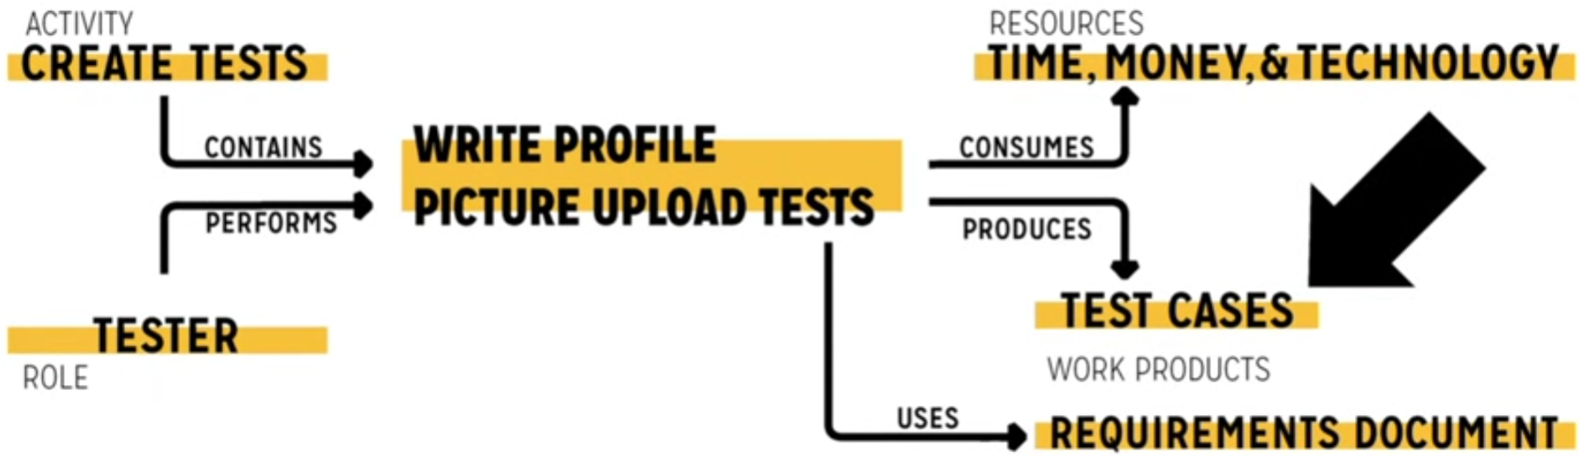 ACTIVITY
CREATE TESTS
CONTAINS
PERFORMS
TESTER
ROLE
WRITE PROFILE
PICTURE UPLOAD TESTS
RESOURCES
TIME, MONEY, & TECHNOLOGY
CONSUMES
PRODUCES
TEST CASES
WORK PRODUCTS
USES
REQUIREMENTS DOCUMENT